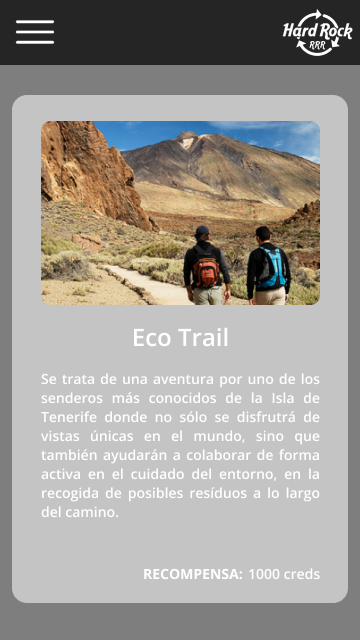 Hard Rock
RRR
Eco Trail
Se trata de una aventura por uno de los
senderos más conocidos de la Isla de
Tenerife donde no sólo se disfrutrá de
vistas únicas en el mundo, sino que
también ayudarán a colaborar de forma
activa en el cuidado del entorno, en la
recogida de posibles resíduos a lo largo
del camino.
RECOMPENSA: 1000 creds